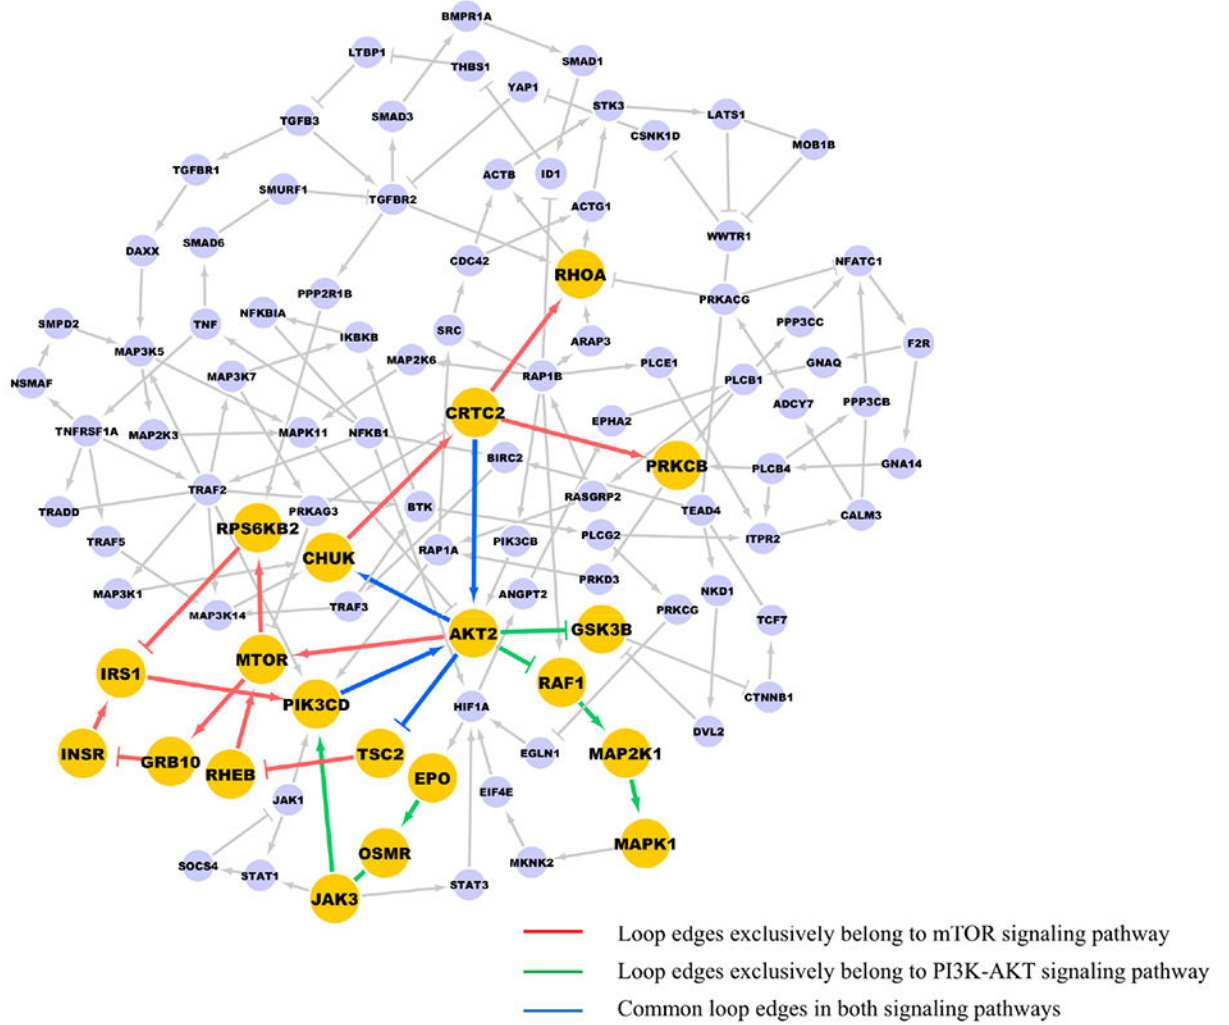 BMPR1A
LTBP1
THBS1
SMAD1
YAP1
STK3
LATS1
TGFB3
SMAD3
CSNK1D
MOB1B
TGFBR1
ACTB
ID1
SMURF1
TGFBR2
ACTG1
SMAD6
WWTR1
DAXX
CDC42
NFATC1
RHOA
PPP2R1B
PRKACG
NFKBIA
SMPD2
TNF
IKBKB
SRC
ARAP3
PPP3CC
F2R
MAP3K5
MAP2K6
PLCE1
GNAQ
NSMAF
MAP3K7
RAP1B
PLCB1
CRTC2
EPHA2
ADCY7
PPP3CB
TNFRSF1A
MAP2K3
MAPK11
NFKB1
BIRC2
PRKCB
PLCB4
GNA14
TRAF2
RASGRP2
TRADD
PRKAG3
BTK
TEAD4
CALM3
RPS6KB2
TRAF5
CHUK
RAP1A
PIK3CB
PLCG2
ITPR2
MAP3K1
PRKD3
ANGPT2
NKD1
MAP3K14
TRAF3
PRKCG
TCF7
AKT2
GSK3B
MTOR
IRS1
RAF1
PIK3CD
HIF1A
CTNNB1
DVL2
INSR
GRB10
RHEB
TSC2
EPO
EGLN1
MAP2K1
JAK1
EIF4E
OSMR
MAPK1
SOCS4
STAT1
JAK3
STAT3
MKNK2
Loop edges exclusively belong to mTOR signaling pathway
Loop edges exclusively belong to PI3K-AKT signaling pathway
Common loop edges in both signaling pathways